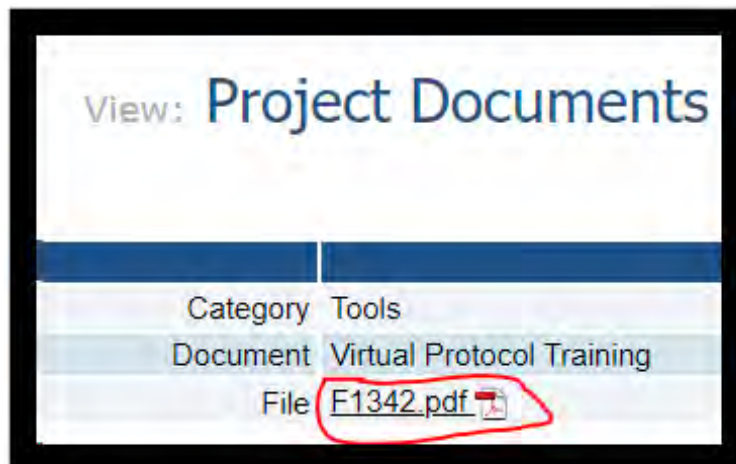 View: Project Documents
Category Tools
Document Virtual Protocol Training
File F1342.pdf